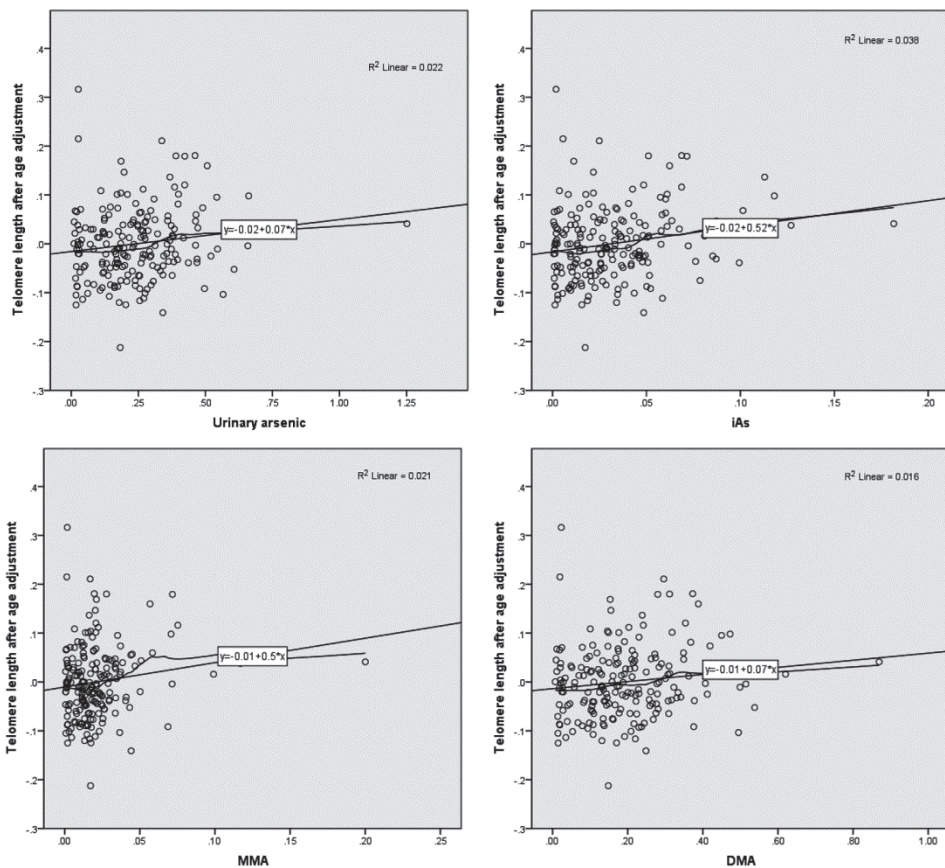 Telomere length after age adjustment
.4
.3
.2
.1
.0
-.1
-.2
-.3
R² Linear = 0.022
y=-0.02+0.07*x
.00 .25 .50 .75 1.00 1.25
Urinary arsenic
Telomere length after age adjustment
.4
.3
.2
.1
.0
-.1
-.2
-.3
R² Linear = 0.038
y=-0.02+0.52*x
.00 .05 .10 .15 .20
iAs
Telomere length after age adjustment
.4
.3
.2
.1
.0
-.1
-.2
-.3
R² Linear = 0.021
y=-0.01+0.5*x
.00 .05 .10 .15 .20 .25
MMA
Telomere length after age adjustment
.4
.3
.2
.1
.0
-.1
-.2
-.3
R² Linear = 0.016
y=-0.01+0.07*x
.00 .20 .40 .60 .80 1.00
DMA